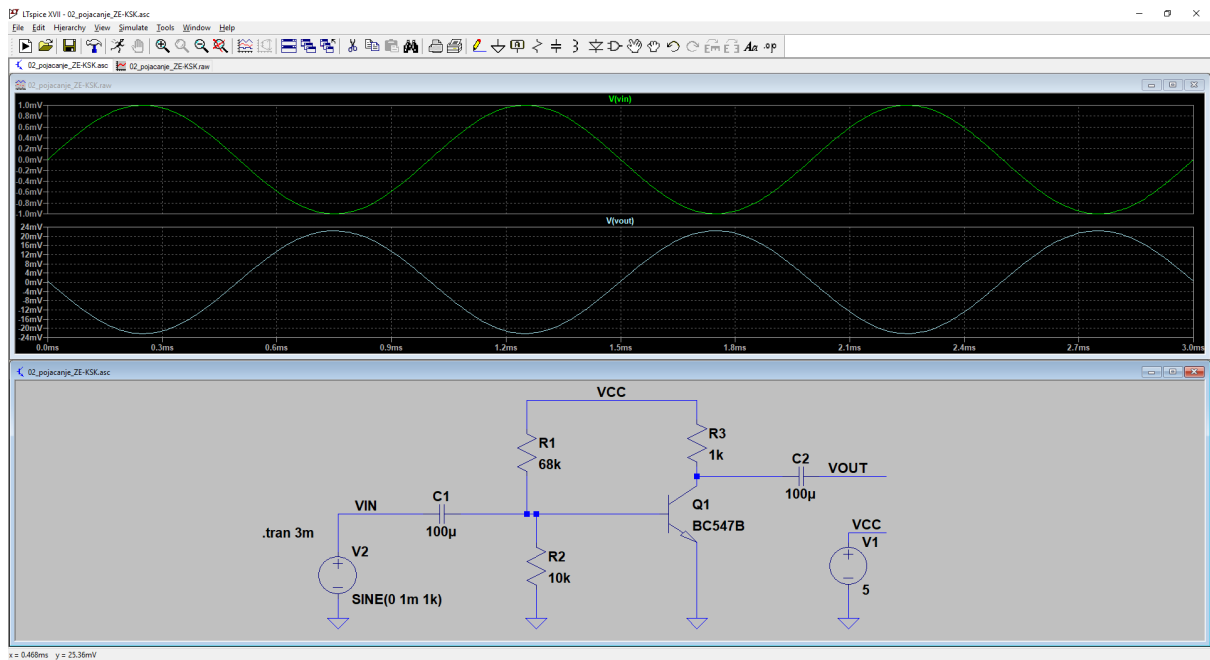 LTspice XVII - 02_pojacanje_ZE-KSK.asc
File Edit Hierarchy View Simulate Tools Window Help
02_pojacanje_ZE-KSK.asc 02_pojacanje_ZE-KSK.raw
02_pojacanje_ZE-KSK.raw
V(vin)
1.0mV
0.8mV
0.6mV
0.4mV
0.2mV
0.0mV
-0.2mV
-0.4mV
-0.6mV
-0.8mV
-1.0mV
V(vout)
24mV
20mV
16mV
12mV
8mV
4mV
0mV
-4mV
-8mV
-12mV
-16mV
-20mV
-24mV
0.0ms 0.3ms 0.6ms 0.9ms 1.2ms 1.5ms 1.8ms 2.1ms 2.4ms 2.7ms 3.0ms
02_pojacanje_ZE-KSK.asc
VCC
R1
68k
R3
1k
C2
100µ
VOUT
VIN
C1
100µ
Q1
BC547B
.tran 3m
V2
SINE(0 1m 1k)
R2
10k
VCC
V1
5
x = 0.468ms y = 25.36mV